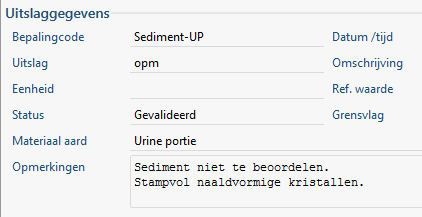 Uitslaggegevens
Bepalingcode Sediment-UP Datum /tijd
Uitslag opm Omschrijving
Eenheid Ref. waarde
Status Gevalideerd Grensvlag
Materiaal aard Urine portie
Opmerkingen Sediment niet te beoordelen.
Stampvol naaldvormige kristallen.